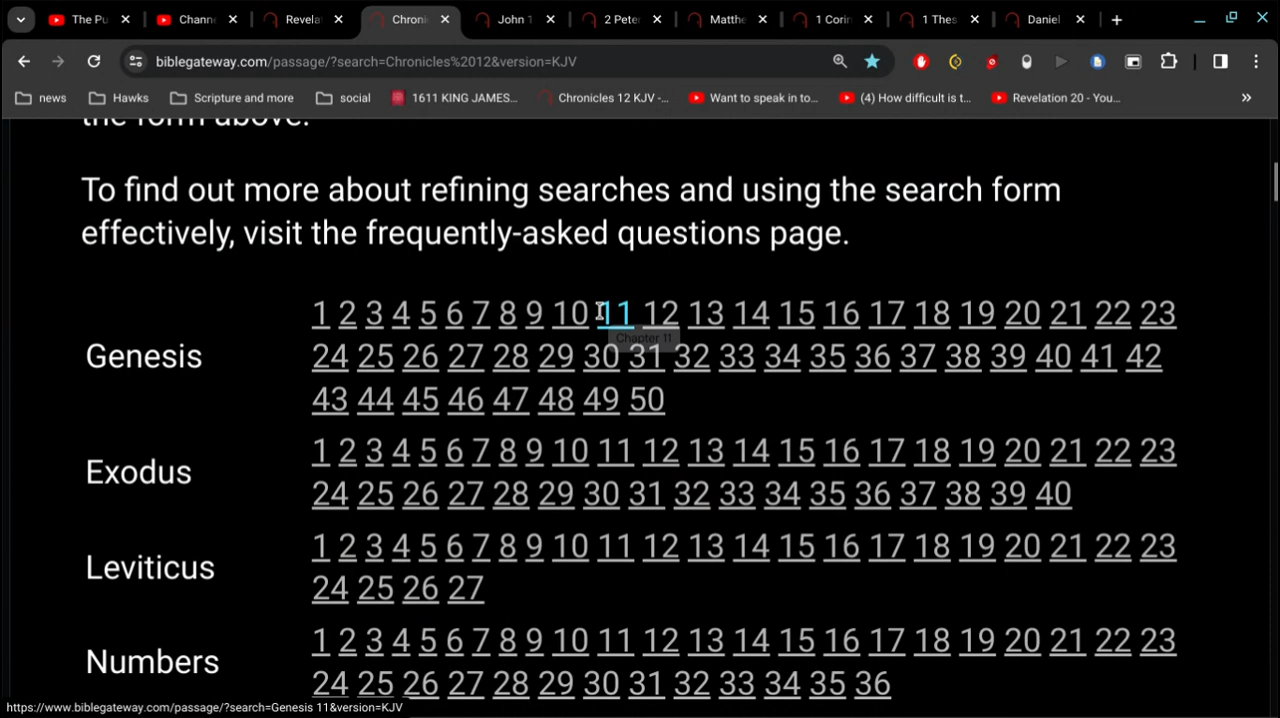 The Pu
Chann
Revela
Chroni
John 1
2 Peter
Matthe
1 Corin
1 Thes
Daniel
biblegateway.com/passage/?search=Chronicles%2012&version=KJV
news
Hawks
Scripture and more
social
1611 KING JAMES...
Chronicles 12 KJV -...
Want to speak in to...
(4) How difficult is t...
Revelation 20 - You...
the form above.
To find out more about refining searches and using the search form
effectively, visit the frequently-asked questions page.
1 2 3 4 5 6 7 8 9 10 11 12 13 14 15 16 17 18 19 20 21 22 23
Chapter 11
Genesis 24 25 26 27 28 29 30 31 32 33 34 35 36 37 38 39 40 41 42
43 44 45 46 47 48 49 50
1 2 3 4 5 6 7 8 9 10 11 12 13 14 15 16 17 18 19 20 21 22 23
Exodus
24 25 26 27 28 29 30 31 32 33 34 35 36 37 38 39 40
1 2 3 4 5 6 7 8 9 10 11 12 13 14 15 16 17 18 19 20 21 22 23
Leviticus
24 25 26 27
1 2 3 4 5 6 7 8 9 10 11 12 13 14 15 16 17 18 19 20 21 22 23
Numbers
24 25 26 27 28 29 30 31 32 33 34 35 36
https://www.biblegateway.com/passage/?search=Genesis 11&version=KJV